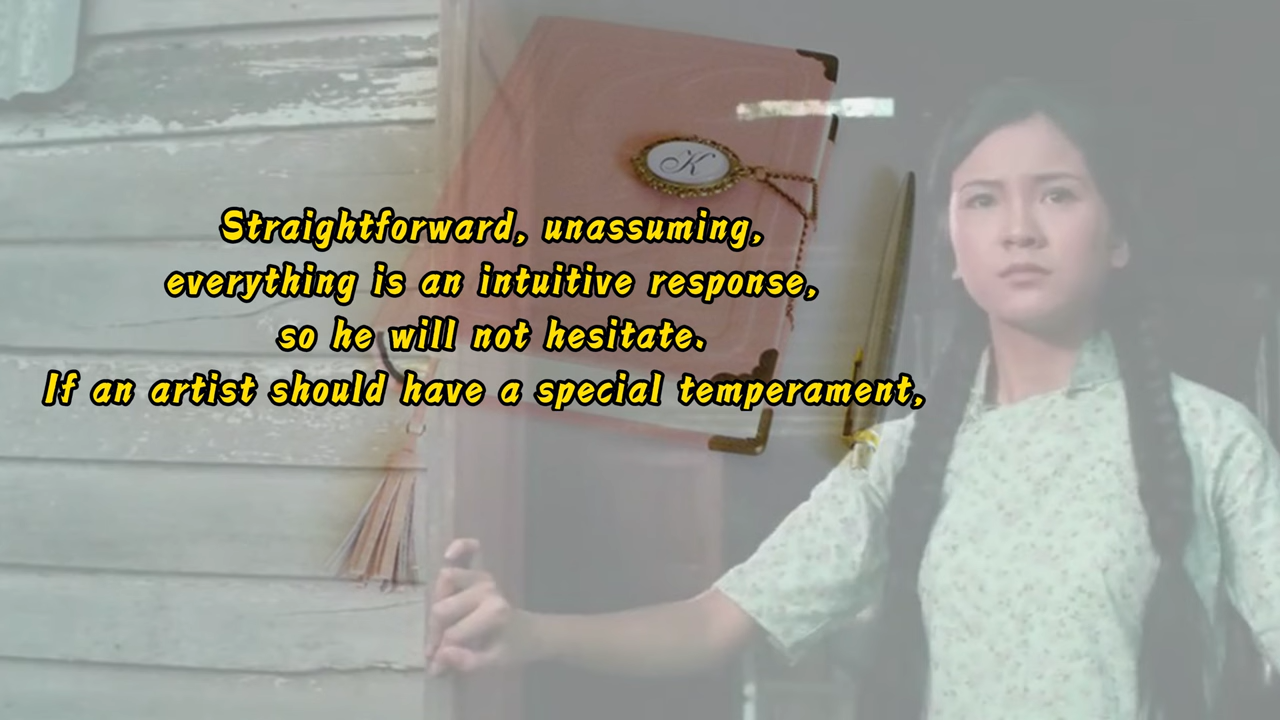 K
Straightforward, unassuming,
everything is an intuitive response,
so he will not hesitate.
If an artist should have a special temperament,